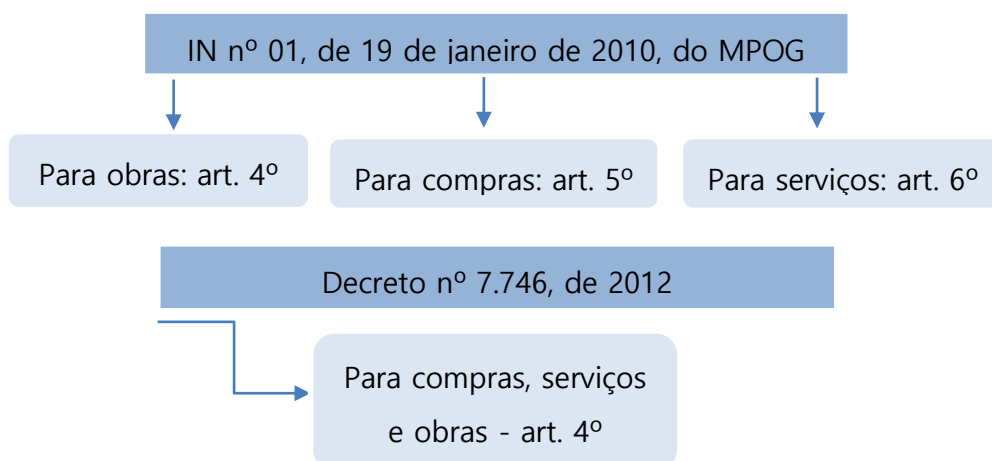 IN nº 01, de 19 de janeiro de 2010, do MPOG
Para obras: art. 4º
Para compras: art. 5º
Para serviços: art. 6º
Decreto nº 7.746, de 2012
Para compras, serviços
e obras - art. 4º